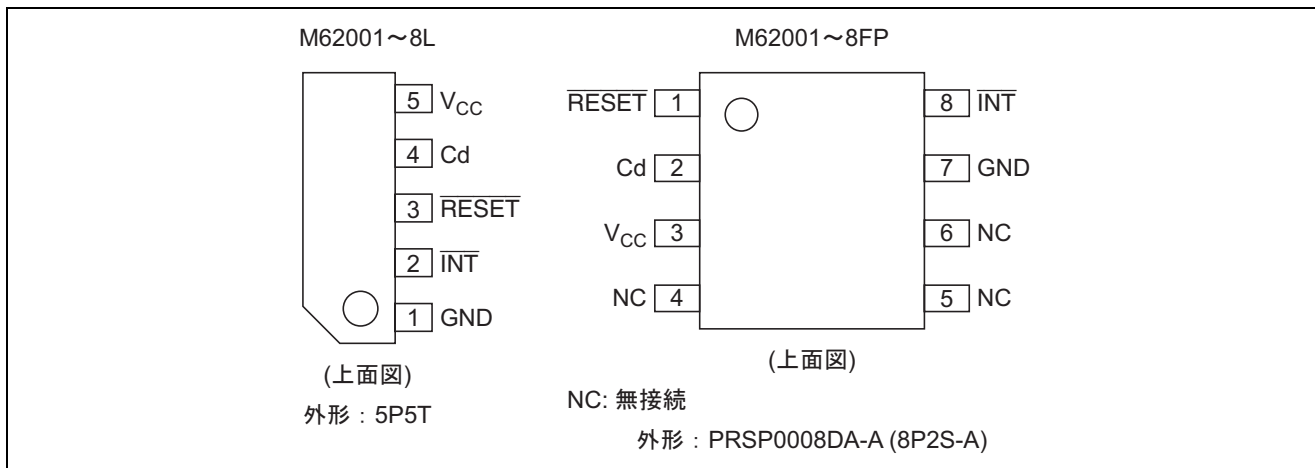 M62001～8L
5 VCC
4 Cd
3 RESET
2 INT
1 GND
(上面図)
外形：5P5T
M62001～8FP
RESET 1
Cd 2
VCC 3
NC 4
8 INT
7 GND
6 NC
5 NC
(上面図)
NC: 無接続
外形：PRSP0008DA-A (8P2S-A)